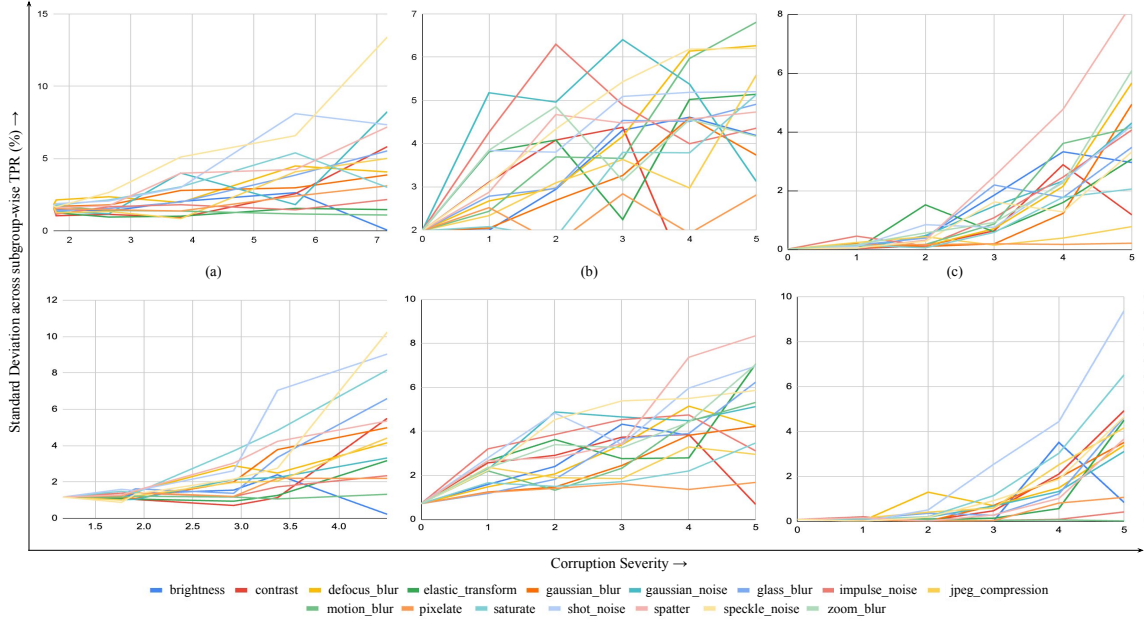 Standard Deviation across subgroup-wise TPR (%) →
15
10
5
0
2 3 4 5 6 7
(a)
7
6
5
4
3
2
0 1 2 3 4 5
(b)
8
6
4
2
0
0 1 2 3 4 5
(c)
12
10
8
6
4
2
0
1.5 2.0 2.5 3.0 3.5 4.0
10
8
6
4
2
0
0 1 2 3 4 5
10
8
6
4
2
0
0 1 2 3 4 5
Corruption Severity →
brightness contrast defocus_blur elastic_transform gaussian_blur gaussian_noise glass_blur impulse_noise jpeg_compression
motion_blur pixelate saturate shot_noise spatter speckle_noise zoom_blur